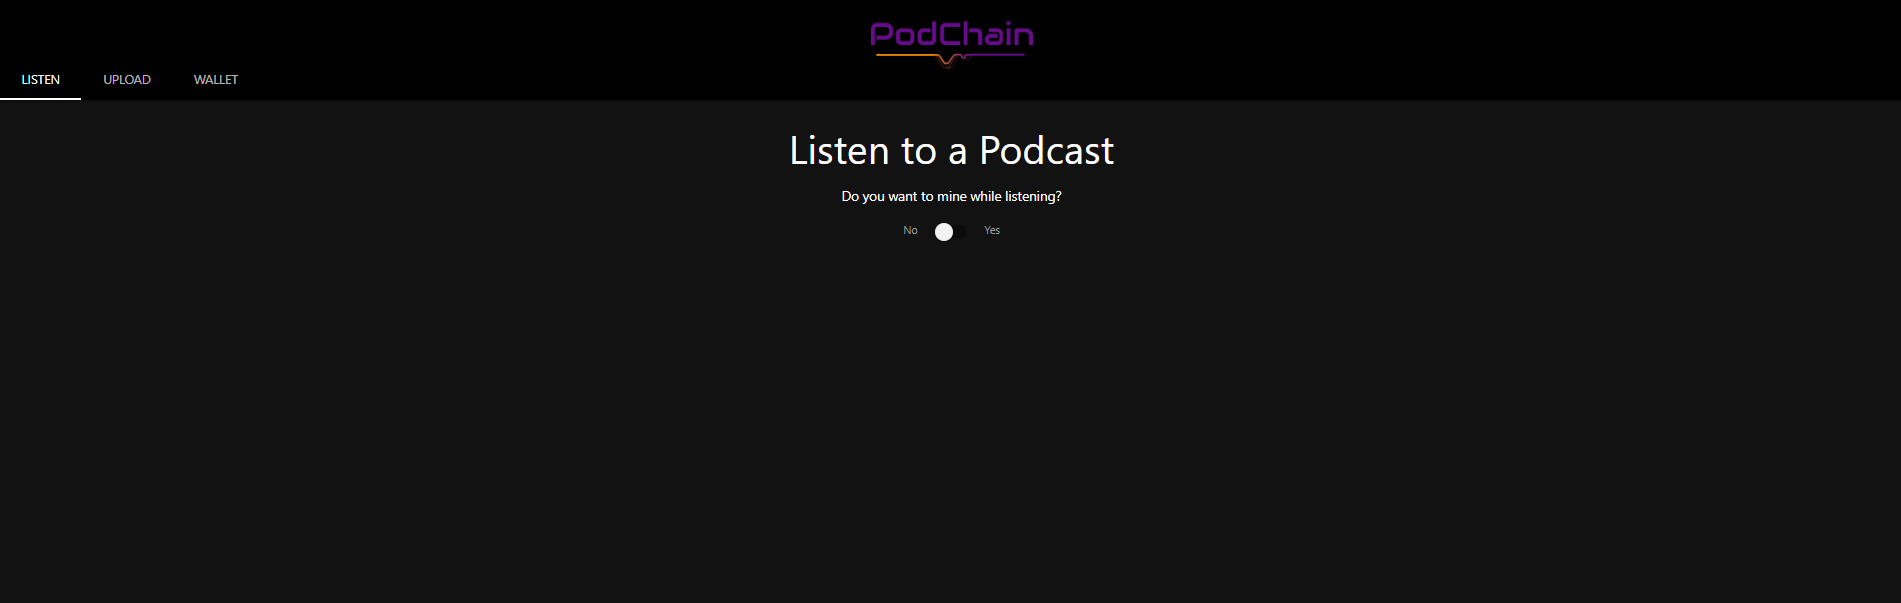 PodChain
LISTEN UPLOAD WALLET
Listen to a Podcast
Do you want to mine while listening?
No Yes